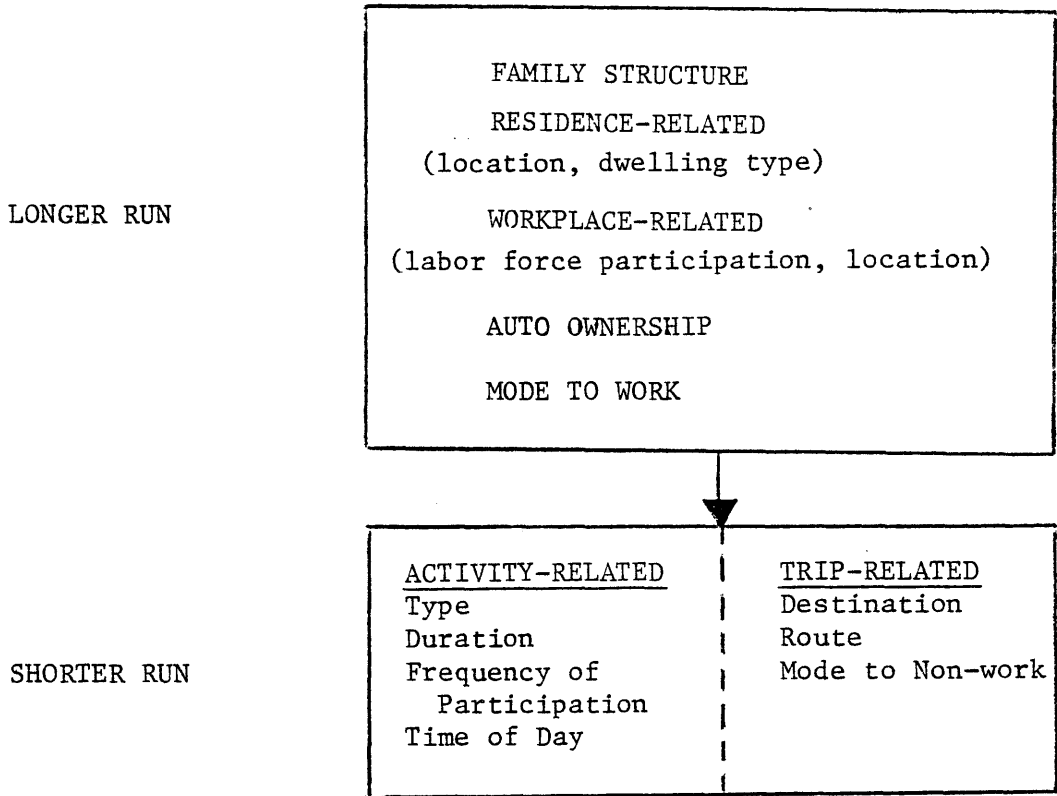 FAMILY STRUCTURE
RESIDENCE-RELATED
(location, dwelling type)
LONGER RUN
WORKPLACE-RELATED
(labor force participation, location)
AUTO OWNERSHIP
MODE TO WORK
SHORTER RUN
ACTIVITY-RELATED
Type
Duration
Frequency of
Participation
Time of Day
TRIP-RELATED
Destination
Route
Mode to Non-work